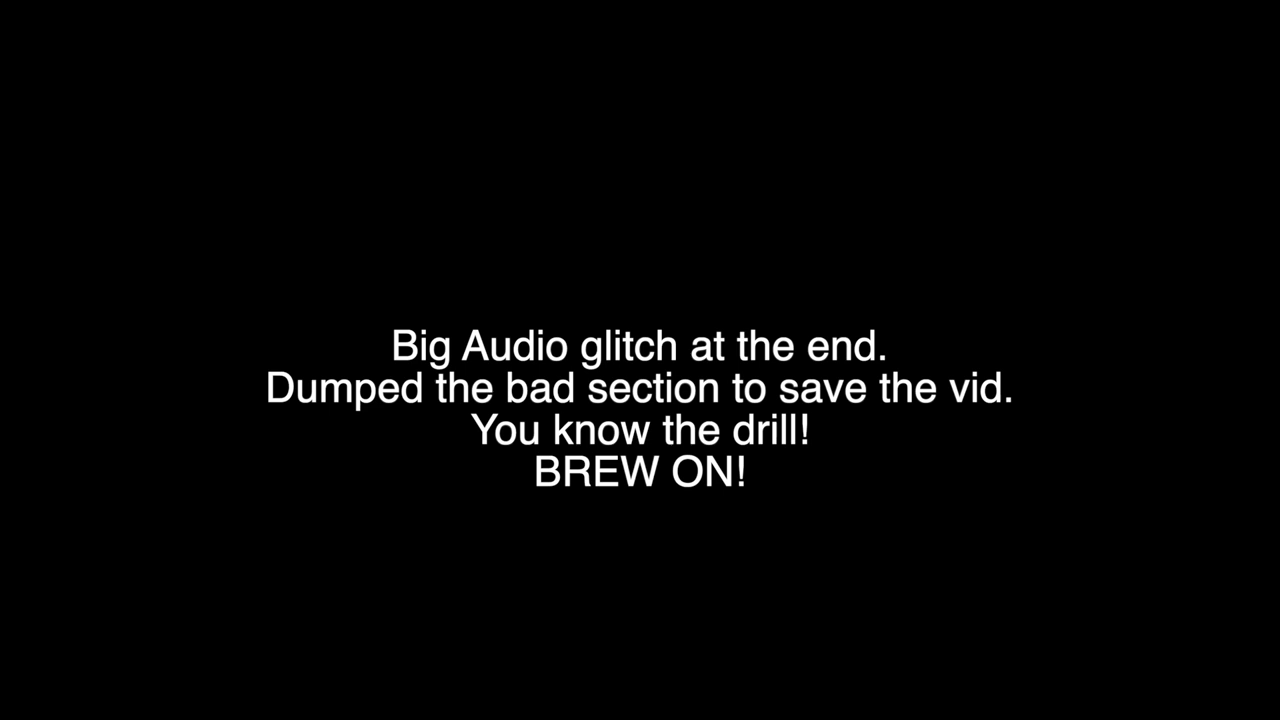 Big Audio glitch at the end.
Dumped the bad section to save the vid.
You know the drill!
BREW ON!